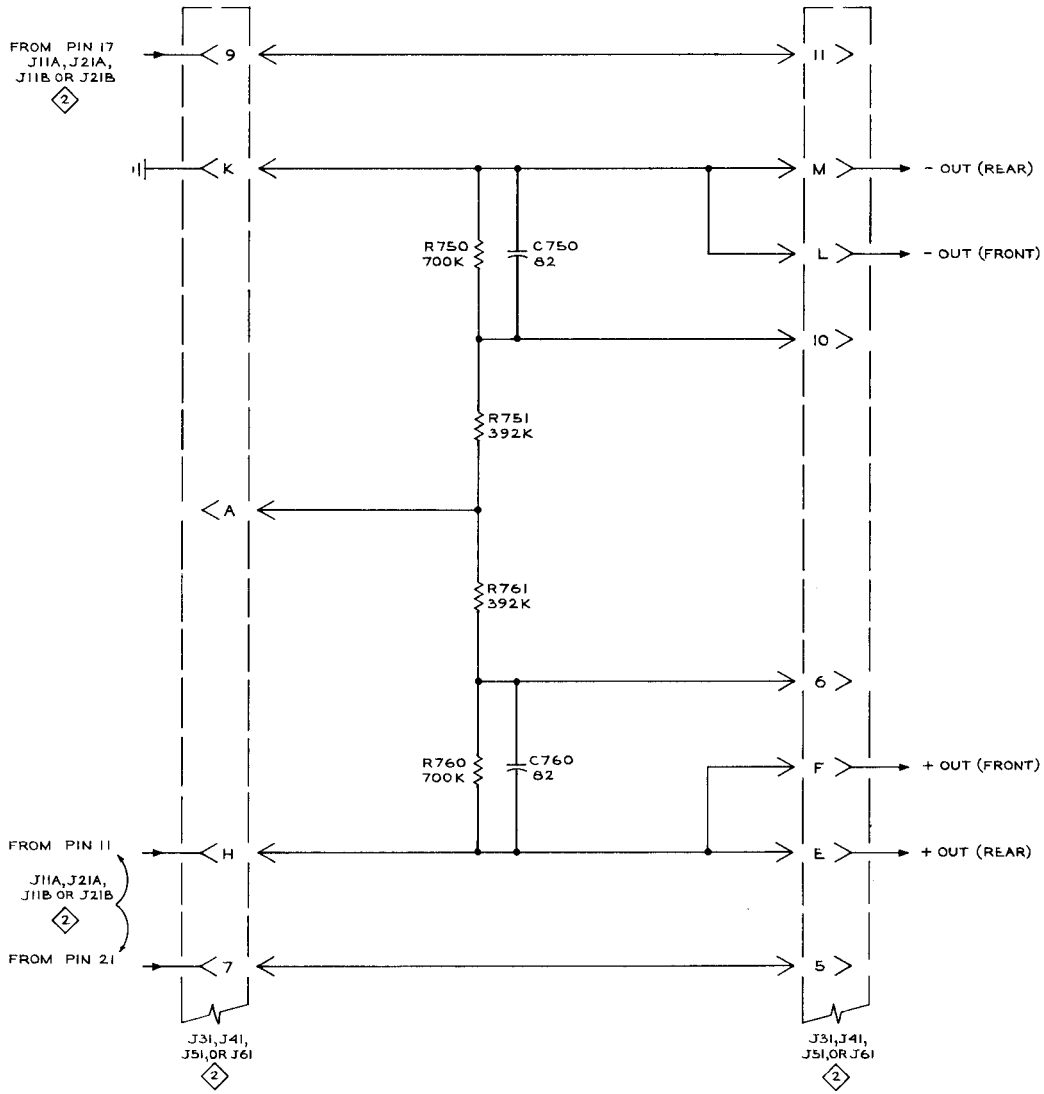 FROM PIN 17
J11A, J21A,
J11B OR J21B
2
9
11
K
M
- OUT (REAR)
R750
700K
C750
82
L
- OUT (FRONT)
10
R751
392K
A
R761
392K
6
R760
700K
C760
82
F
+ OUT (FRONT)
FROM PIN 11
H
E
+ OUT (REAR)
J11A, J21A,
J11B OR J21B
2
FROM PIN 21
7
5
J31, J41,
J51, OR J61
2
J31, J41,
J51, OR J61
2